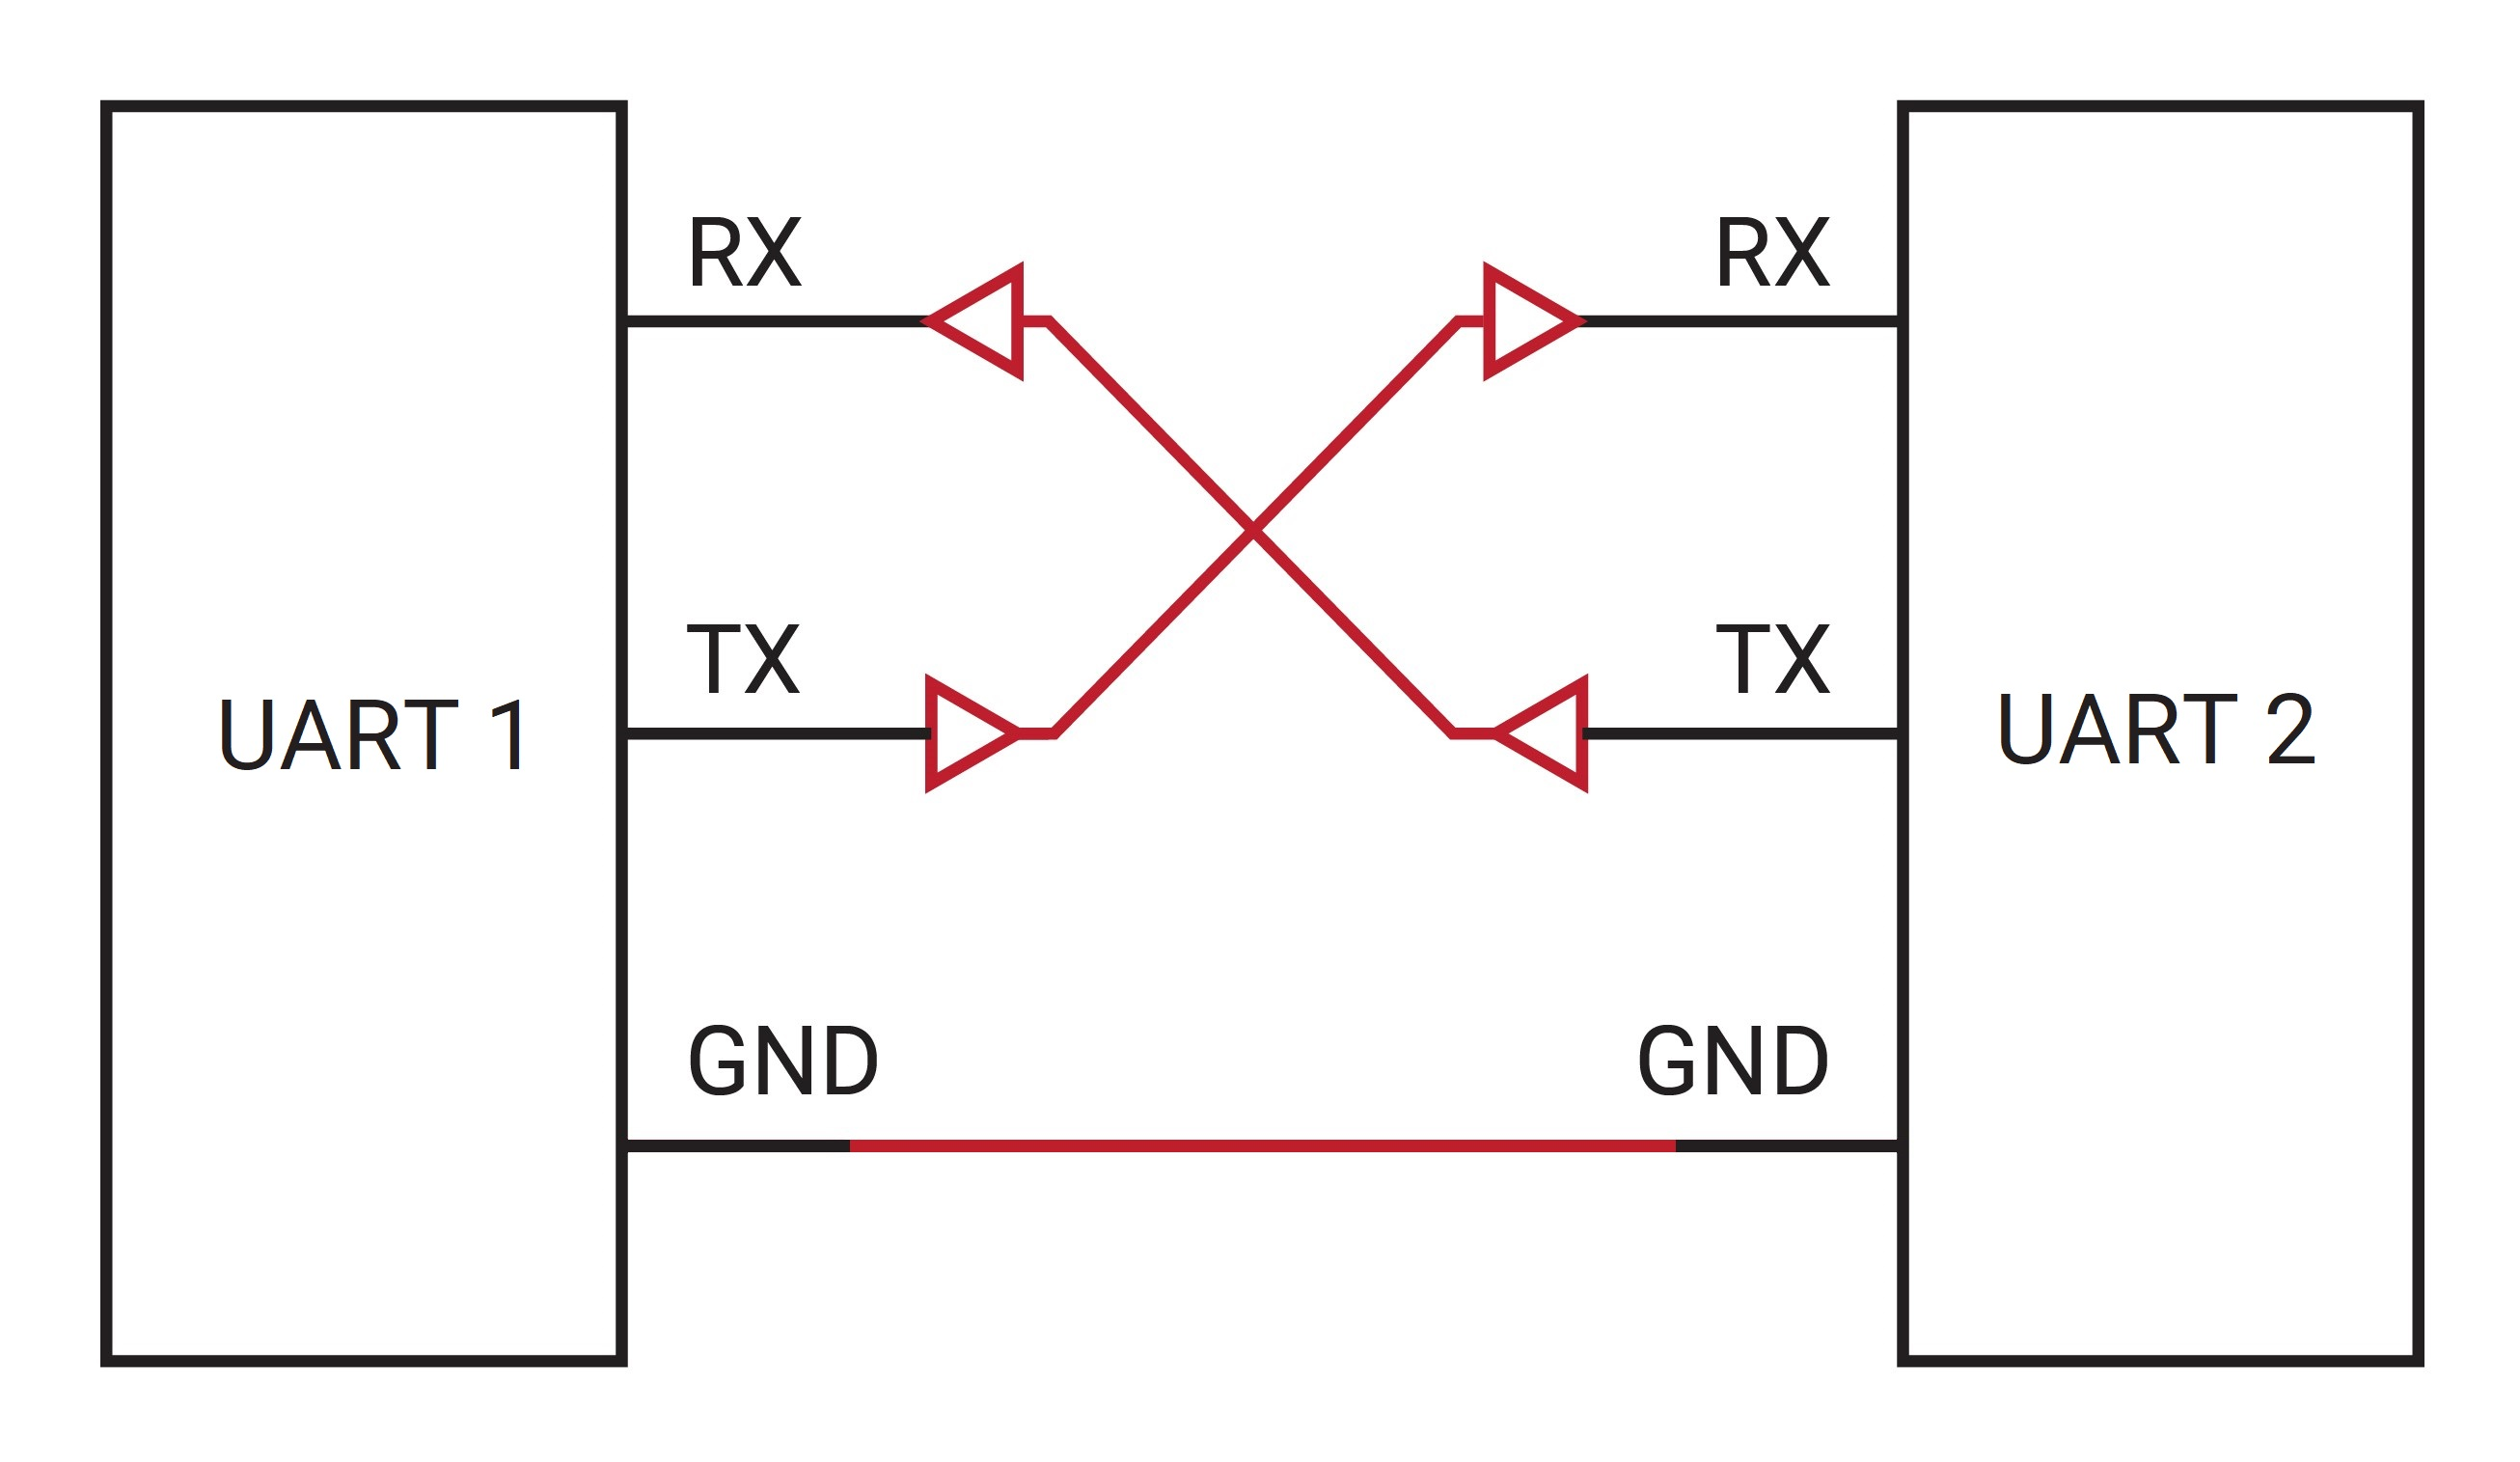 RX
RX
TX
TX
UART 1
UART 2
GND
GND